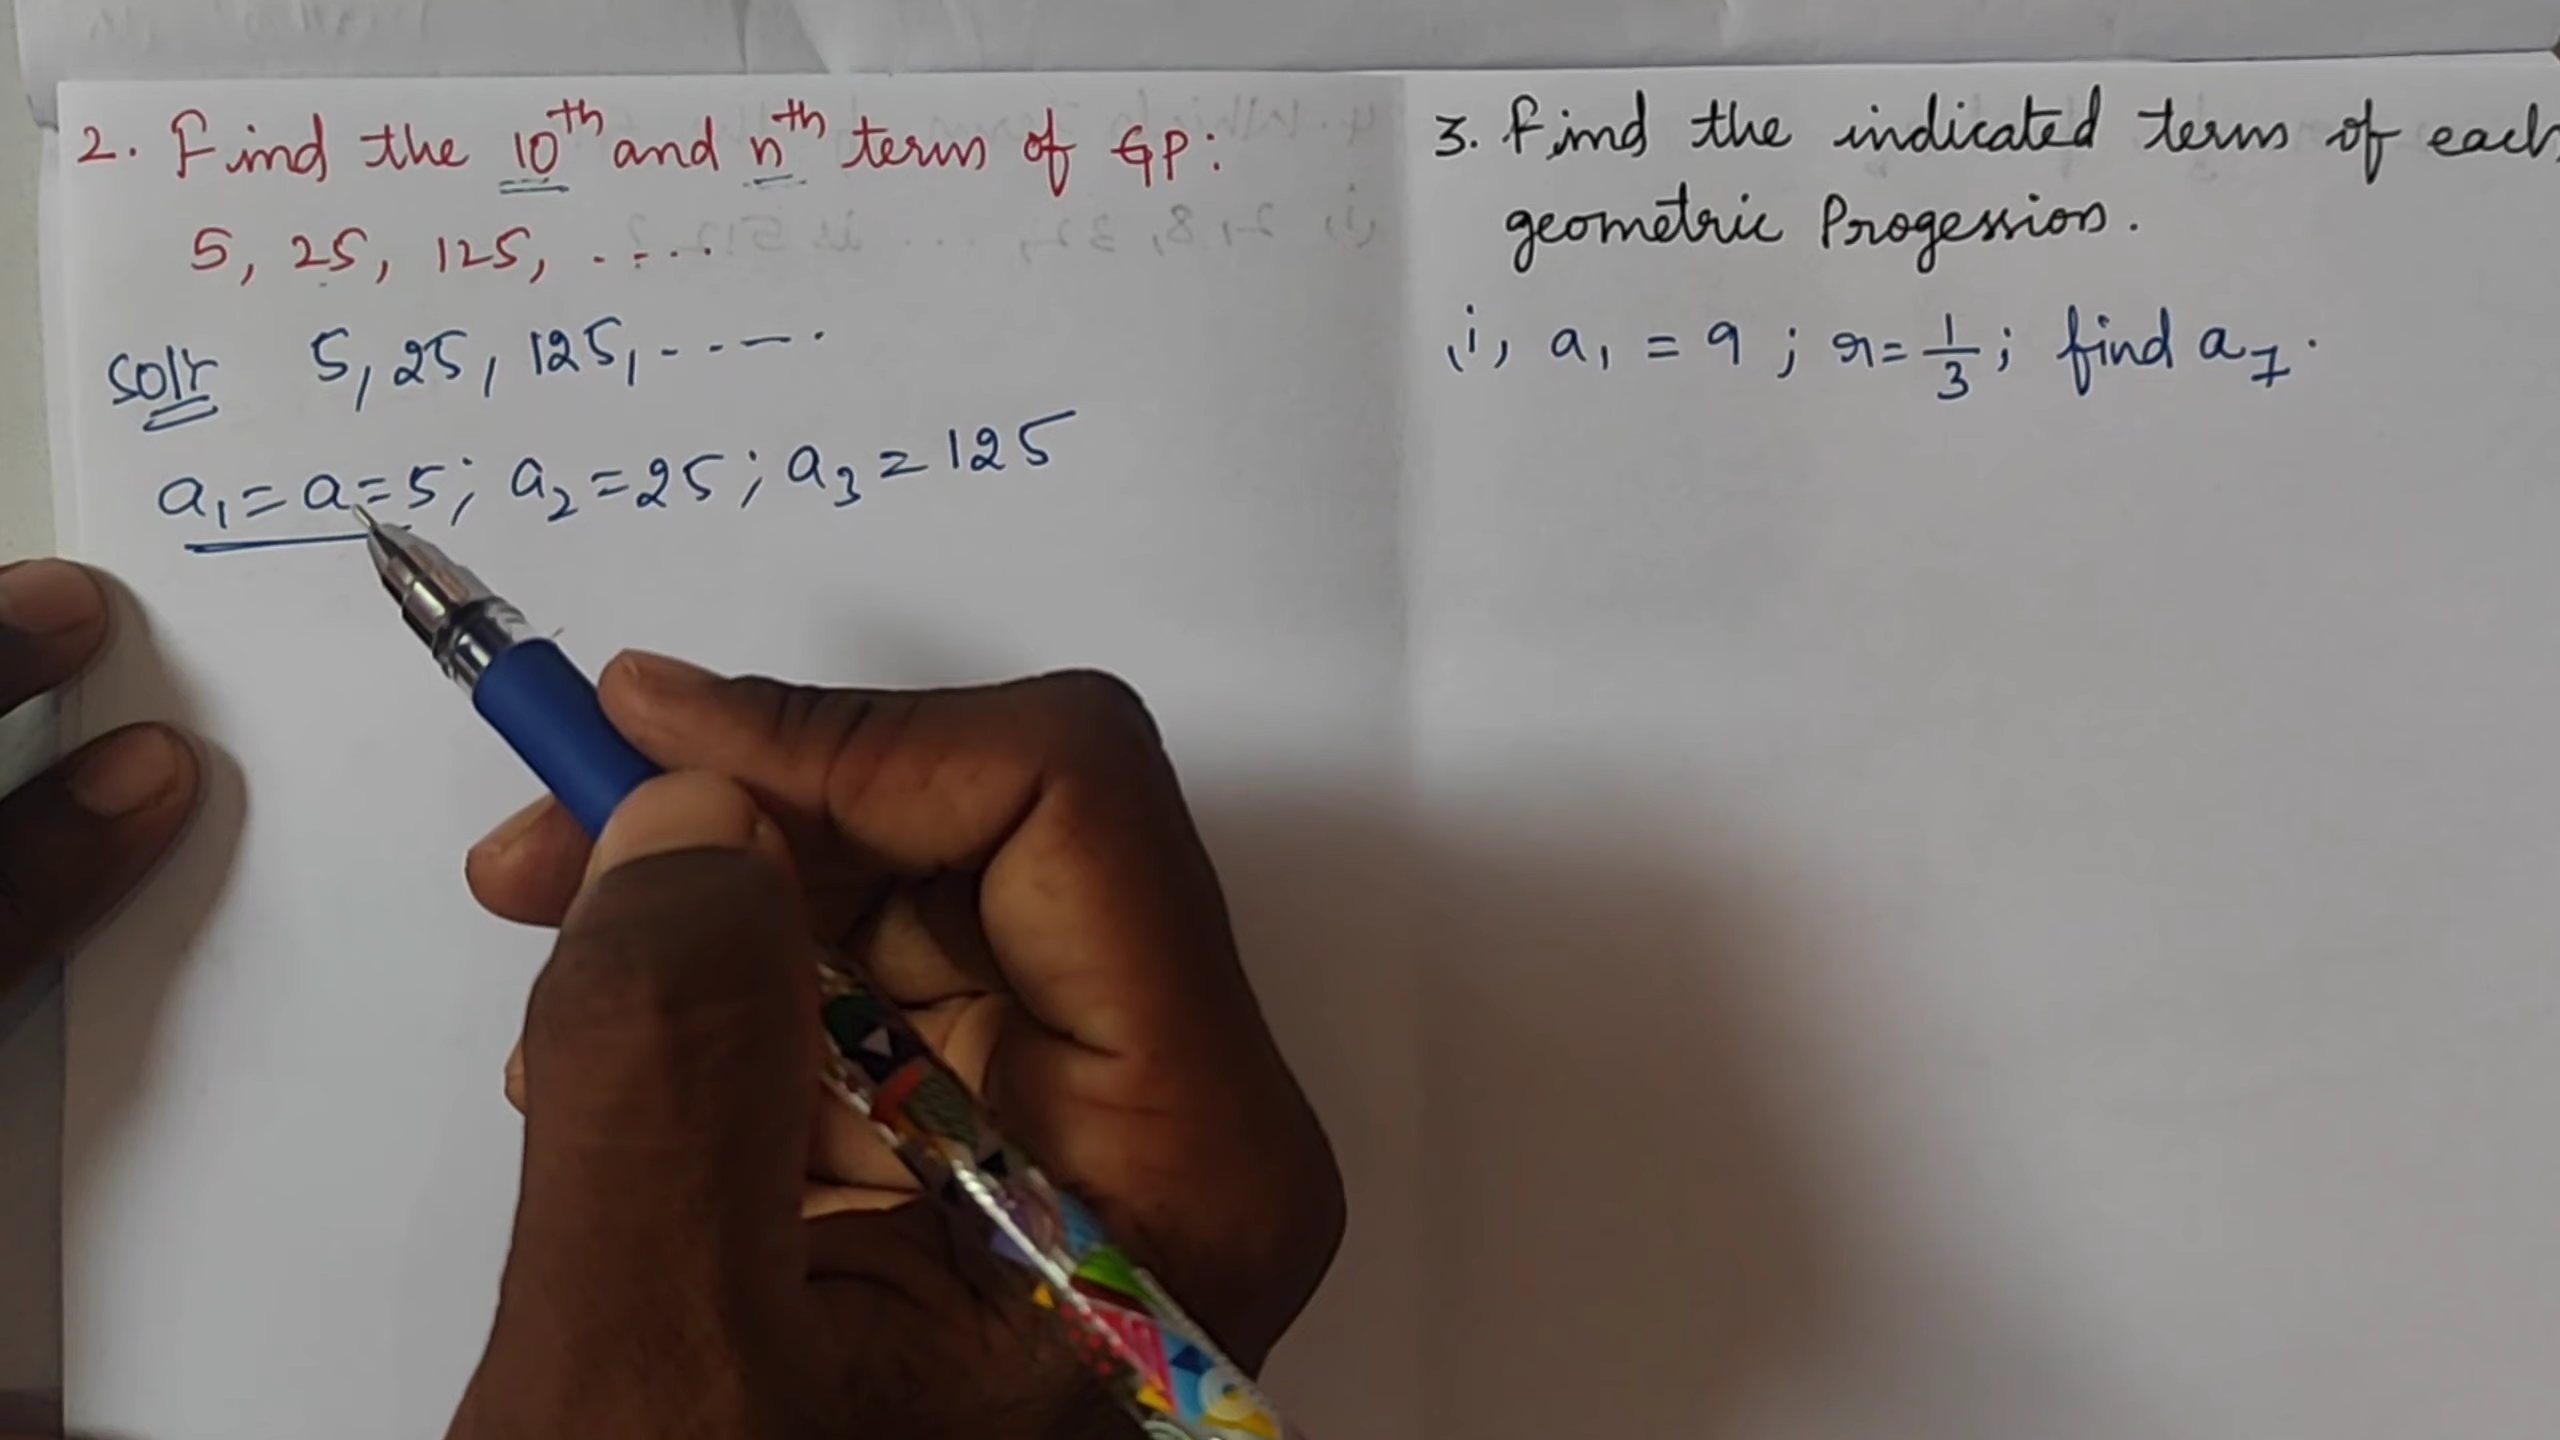 2. Find the 10th and nth term of GP:
5, 25, 125, .....
Soln 5, 25, 125, ......
a1 = a = 5; a2 = 25; a3 = 125
3. Find the indicated term of each
geometric Progession.
(i) a1 = 9; r = 1/3; find a7.